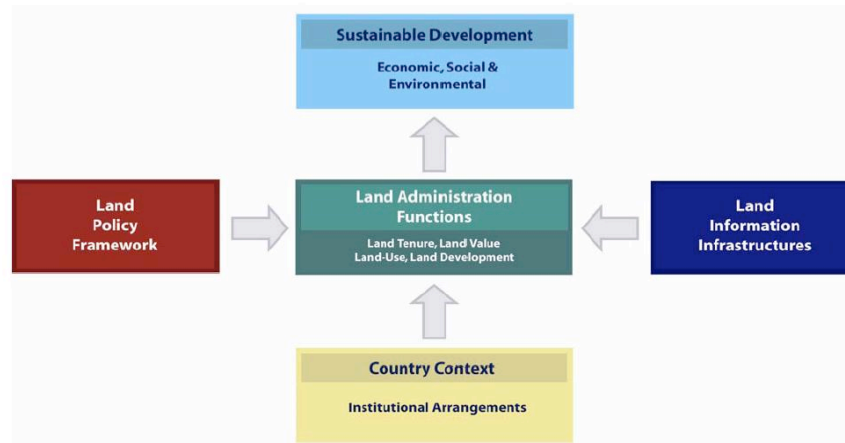 Sustainable Development
Economic, Social &
Environmental
Land
Policy
Framework
Land Administration
Functions
Land Tenure, Land Value
Land-Use, Land Development
Land
Information
Infrastructures
Country Context
Institutional Arrangements